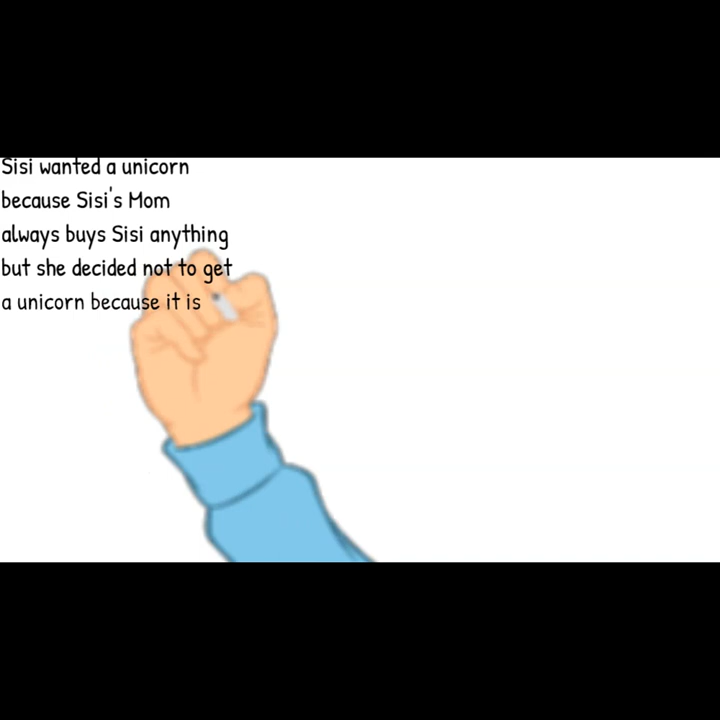 Sisi wanted a unicorn
because Sisi's Mom
always buys Sisi anything
but she decided not to get
a unicorn because it is